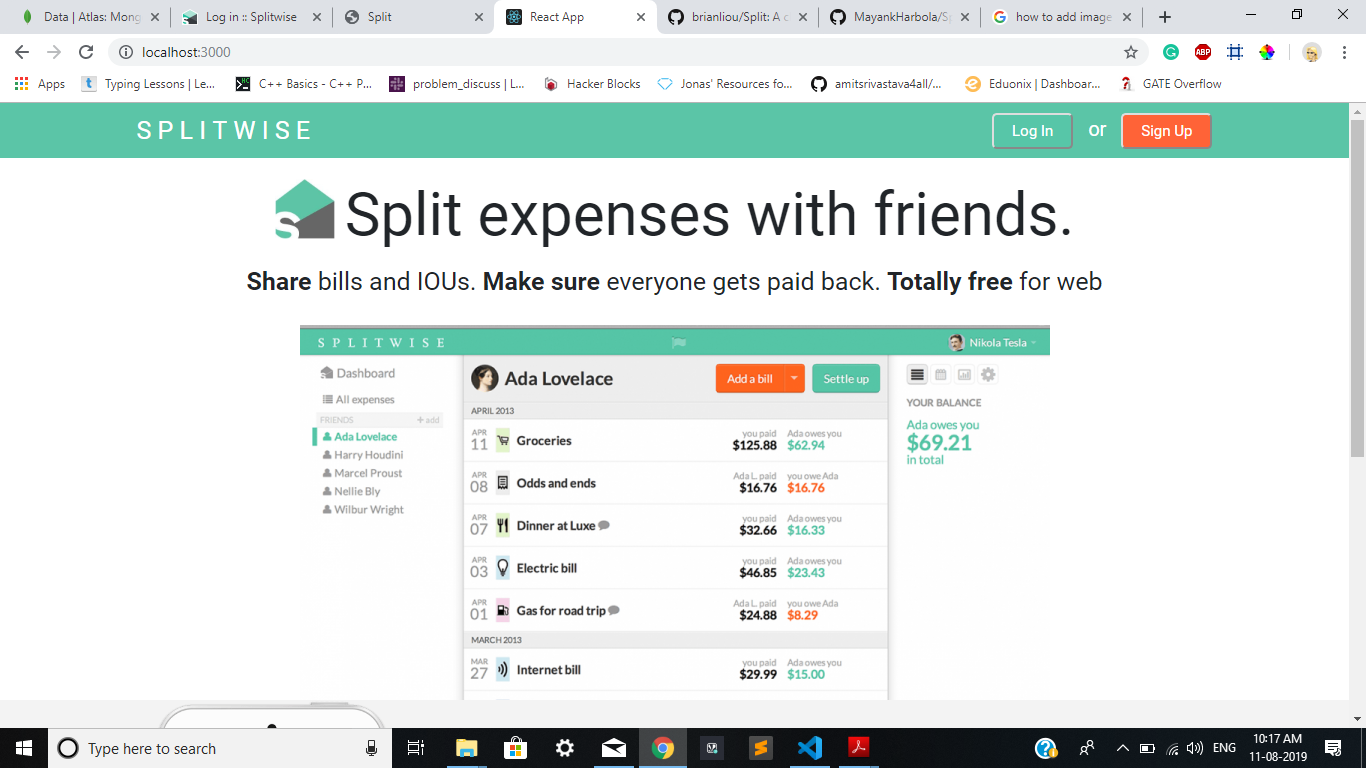 Data | Atlas: Mong
Log in :: Splitwise
Split
React App
brianliou/Split: A c
MayankHarbola/Sp
how to add image
localhost:3000
ABP
Apps
Typing Lessons | Le...
C++ Basics - C++ P...
problem_discuss | L...
Hacker Blocks
Jonas' Resources fo...
amitsrivastava4all/...
Eduonix | Dashboar...
GATE Overflow
SPLITWISE
Log In
or
Sign Up
Split expenses with friends.
Share bills and IOUs. Make sure everyone gets paid back. Totally free for web
SPLITWISE
Nikola Tesla
Dashboard
All expenses
FRIENDS
+ add
Ada Lovelace
Harry Houdini
Marcel Proust
Nellie Bly
Wilbur Wright
Ada Lovelace
Add a bill
Settle up
APRIL 2013
APR
11
Groceries
you paid
$125.88
Ada owes you
$62.94
APR
08
Odds and ends
Ada L. paid
$16.76
you owe Ada
$16.76
APR
07
Dinner at Luxe
you paid
$32.66
Ada owes you
$16.33
APR
03
Electric bill
you paid
$46.85
Ada owes you
$23.43
APR
01
Gas for road trip
Ada L. paid
$24.88
you owe Ada
$8.29
MARCH 2013
MAR
27
Internet bill
you paid
$29.99
Ada owes you
$15.00
YOUR BALANCE
Ada owes you
$69.21
in total
Type here to search
ENG
10:17 AM
11-08-2019